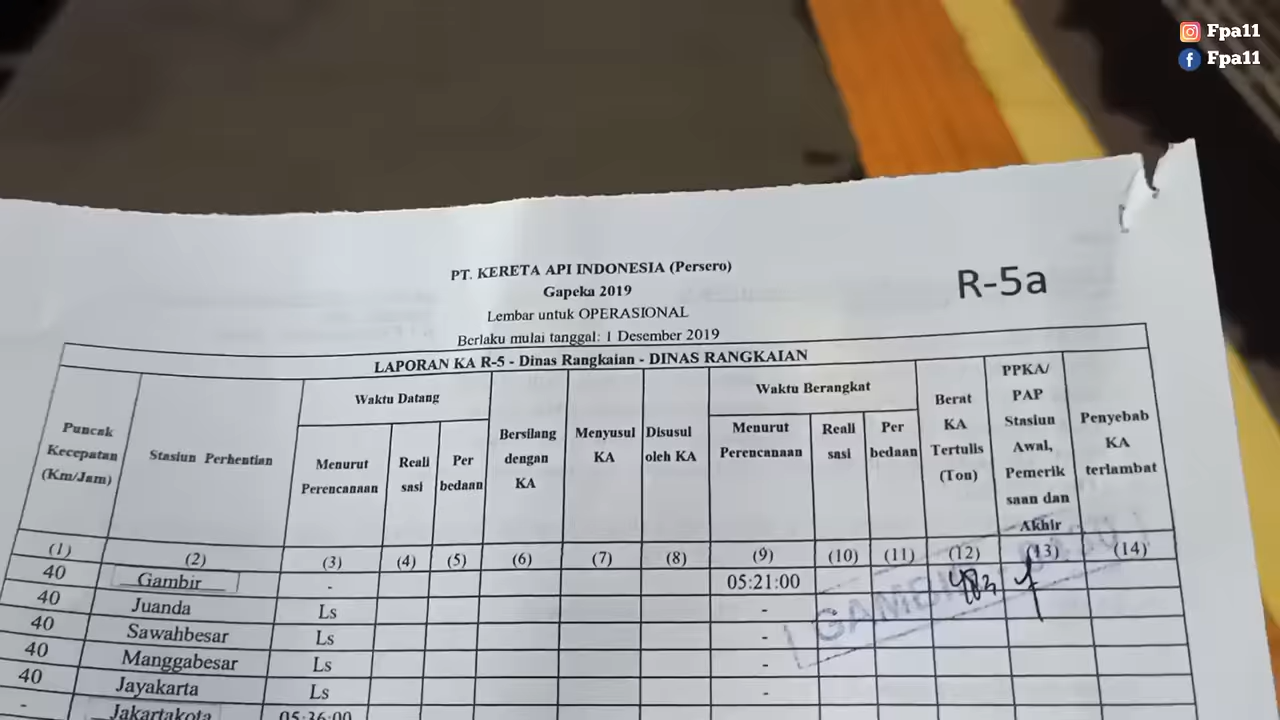 Fpa11
Fpa11
PT. KERETA API INDONESIA (Persero)
Gapeka 2019
R-5a
Lembar untuk OPERASIONAL
Berlaku mulai tanggal: 1 Desember 2019
LAPORAN KA R-5 - Dinas Rangkaian - DINAS RANGKAIAN
Puncak Kecepatan (Km/Jam)
Stasiun Perhentian
Waktu Datang
Menurut Perencanaan
Reali sasi
Per bedaan
Bersilang dengan KA
Menyusul KA
Disusul oleh KA
Waktu Berangkat
Menurut Perencanaan
Reali sasi
Per bedaan
Berat KA Tertulis (Ton)
PPKA/ PAP Stasiun Awal, Pemerik saan dan Akhir
Penyebab KA terlambat
(1) (2) (3) (4) (5) (6) (7) (8) (9) (10) (11) (12) (13) (14)
40 Gambir - 05:21:00
40 Juanda Ls -
40 Sawahbesar Ls -
40 Manggabesar Ls -
40 Jayakarta Ls -
- Jakartakota 05:36:00